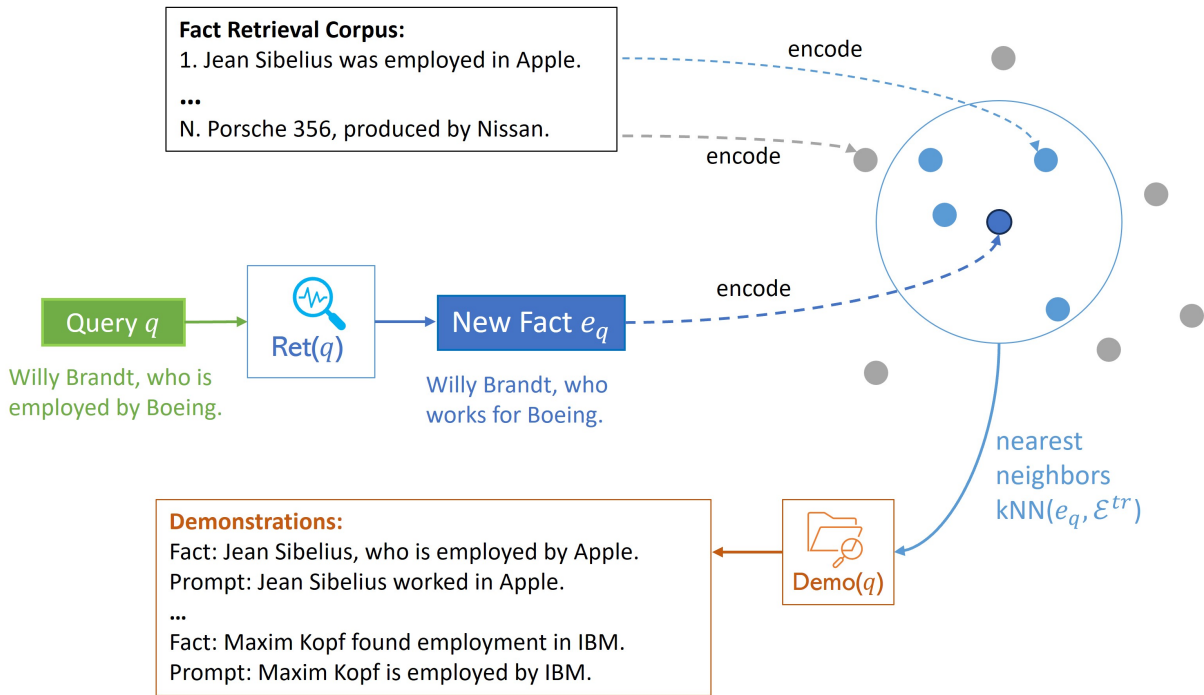 Fact Retrieval Corpus:
1. Jean Sibelius was employed in Apple.
...
N. Porsche 356, produced by Nissan.
encode
encode
encode
Query q
Ret(q)
New Fact e_q
Willy Brandt, who is
employed by Boeing.
Willy Brandt, who
works for Boeing.
nearest
neighbors
kNN(e_q, ℰ^{tr})
Demo(q)
Demonstrations:
Fact: Jean Sibelius, who is employed by Apple.
Prompt: Jean Sibelius worked in Apple.
...
Fact: Maxim Kopf found employment in IBM.
Prompt: Maxim Kopf is employed by IBM.